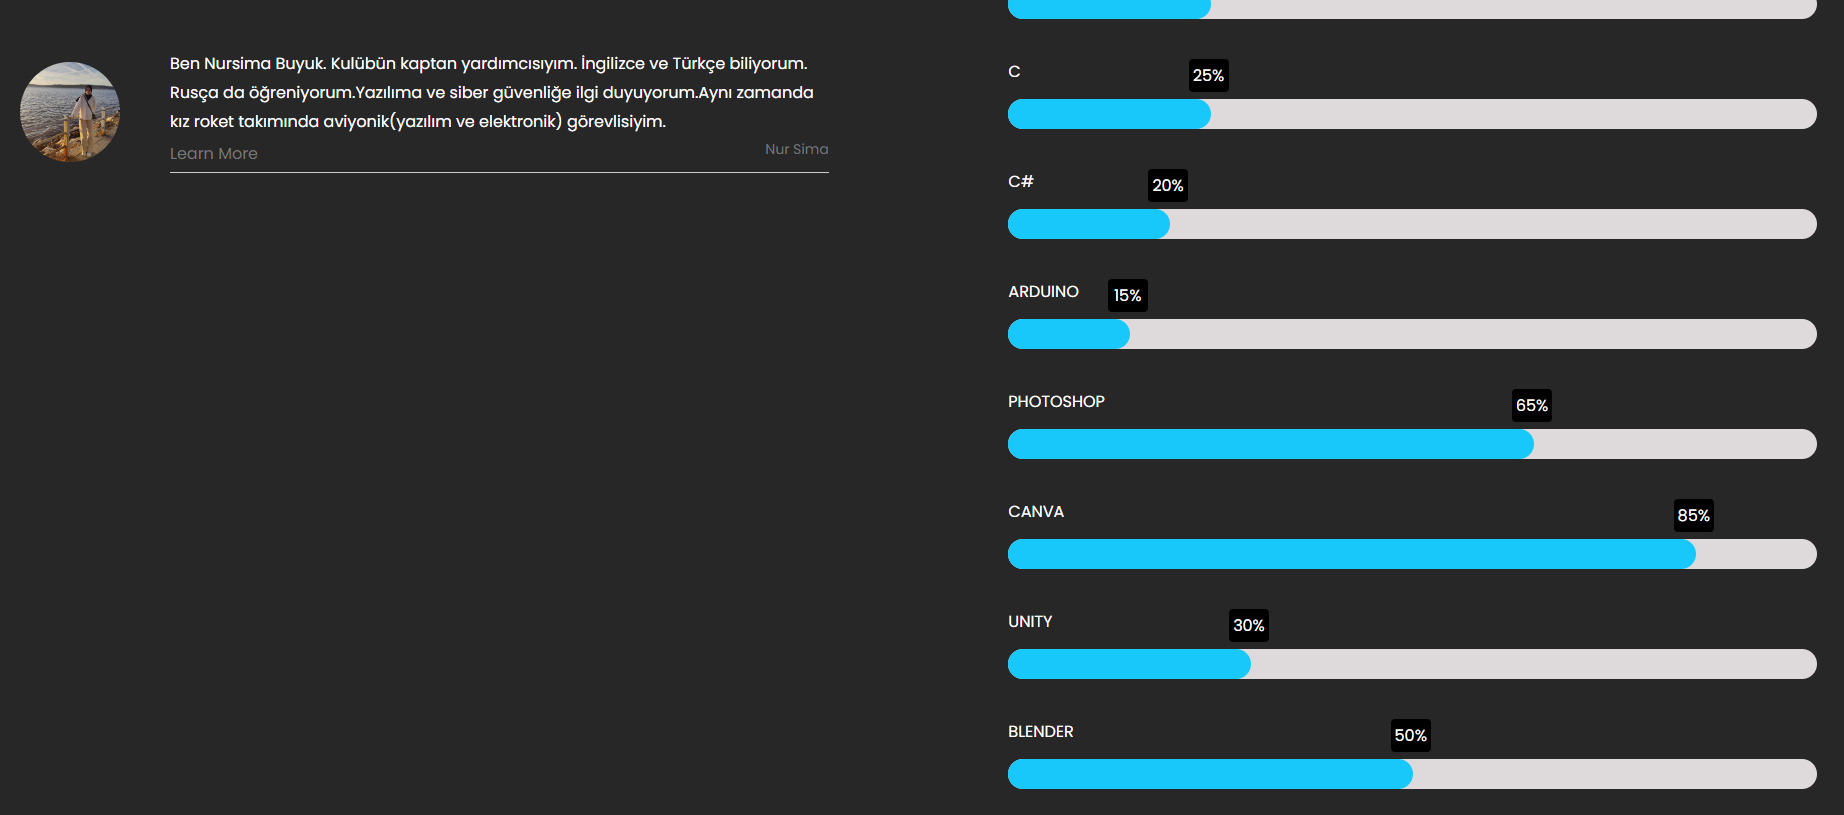 Ben Nursima Buyuk. Kulübün kaptan yardımcısıyım. İngilizce ve Türkçe biliyorum.
Rusça da öğreniyorum.Yazılıma ve siber güvenliğe ilgi duyuyorum.Aynı zamanda
kız roket takımında aviyonik(yazılım ve elektronik) görevlisiyim.
Learn More
Nur Sima
C
25%
C#
20%
ARDUINO
15%
PHOTOSHOP
65%
CANVA
85%
UNITY
30%
BLENDER
50%